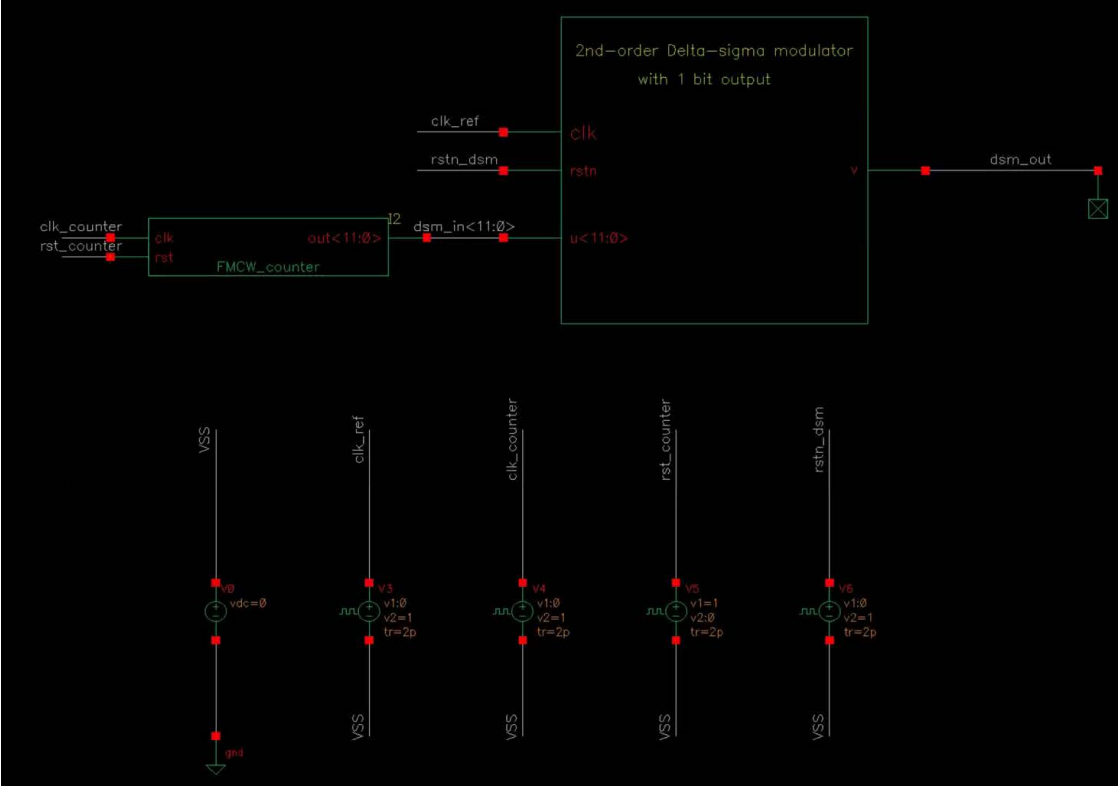 2nd-order Delta-sigma modulator
with 1 bit output
clk_ref
clk
rstn_dsm
rstn
v
dsm_out
I2
clk_counter
clk
out<11:0>
dsm_in<11:0>
u<11:0>
rst_counter
rst
FMCW_counter
VSS
clk_ref
clk_counter
rst_counter
rstn_dsm
V0
vdc=0
V3
v1:0
v2=1
tr=2p
V4
v1:0
v2=1
tr=2p
V5
v1=1
v2:0
tr=2p
V6
v1:0
v2=1
tr=2p
VSS
VSS
VSS
VSS
gnd